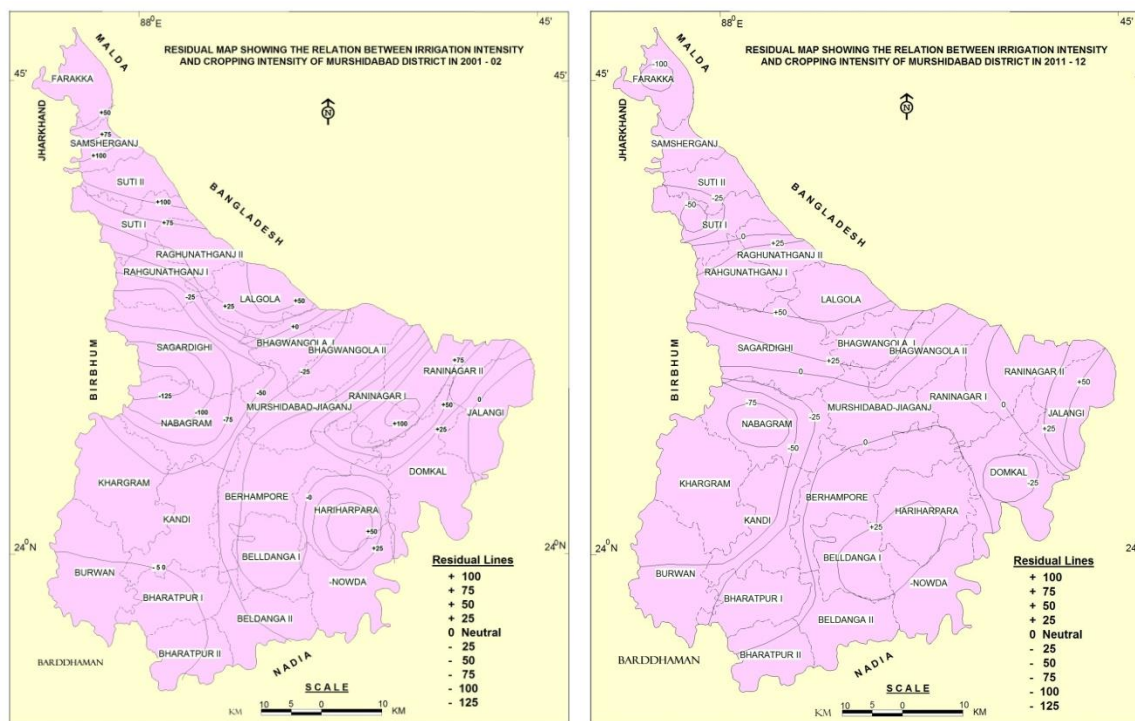 88°E
45'
RESIDUAL MAP SHOWING THE RELATION BETWEEN IRRIGATION INTENSITY
AND CROPPING INTENSITY OF MURSHIDABAD DISTRICT IN 2001 - 02
MALDA
45'
FARAKKA
N
JHARKHAND
+50
+75
SAMSHERGANJ
+100
SUTI II
BANGLADESH
+100
SUTI I
+75
RAGHUNATHGANJ II
RAHGUNATHGANJ I
-25
LALGOLA
+50
+25
+0
BIRBHUM
SAGARDIGHI
BHAGWANGOLA I
BHAGWANGOLA II
-25
+75
RANINAGAR II
-125
-50
RANINAGAR I
0
-100
-75
MURSHIDABAD-JIAGANJ
+50
JALANGI
NABAGRAM
+100
+25
KHARGRAM
DOMKAL
BERHAMPORE
-0
HARIHARPARA
KANDI
+50
24°N
BELLDANGA I
+25
24°N
BURWAN
-50
-NOWDA
Residual Lines
+ 100
+ 75
+ 50
+ 25
0 Neutral
- 25
- 50
- 75
- 100
- 125
BHARATPUR I
BELDANGA II
BHARATPUR II
BARDDHAMAN
NADIA
SCALE
10 5 0 10
KM KM
88°E
45'
RESIDUAL MAP SHOWING THE RELATION BETWEEN IRRIGATION INTENSITY
AND CROPPING INTENSITY OF MURSHIDABAD DISTRICT IN 2011 - 12
MALDA
45'
-100
FARAKKA
N
JHARKHAND
SAMSHERGANJ
SUTI II
-25
BANGLADESH
-50
SUTI I
0
+25
RAGHUNATHGANJ II
RAHGUNATHGANJ I
LALGOLA
+50
BIRBHUM
SAGARDIGHI
BHAGWANGOLA I
BHAGWANGOLA II
+25
0
RANINAGAR II
+50
-75
RANINAGAR I
MURSHIDABAD-JIAGANJ
-25
0
JALANGI
NABAGRAM
+25
-50
0
KHARGRAM
DOMKAL
-25
BERHAMPORE
HARIHARPARA
KANDI
+25
24°N
BELLDANGA I
24°N
BURWAN
-NOWDA
Residual Lines
+ 100
+ 75
+ 50
+ 25
0 Neutral
- 25
- 50
- 75
- 100
- 125
BHARATPUR I
BELDANGA II
BHARATPUR II
BARDDHAMAN
NADIA
SCALE
10 5 0 10
KM KM